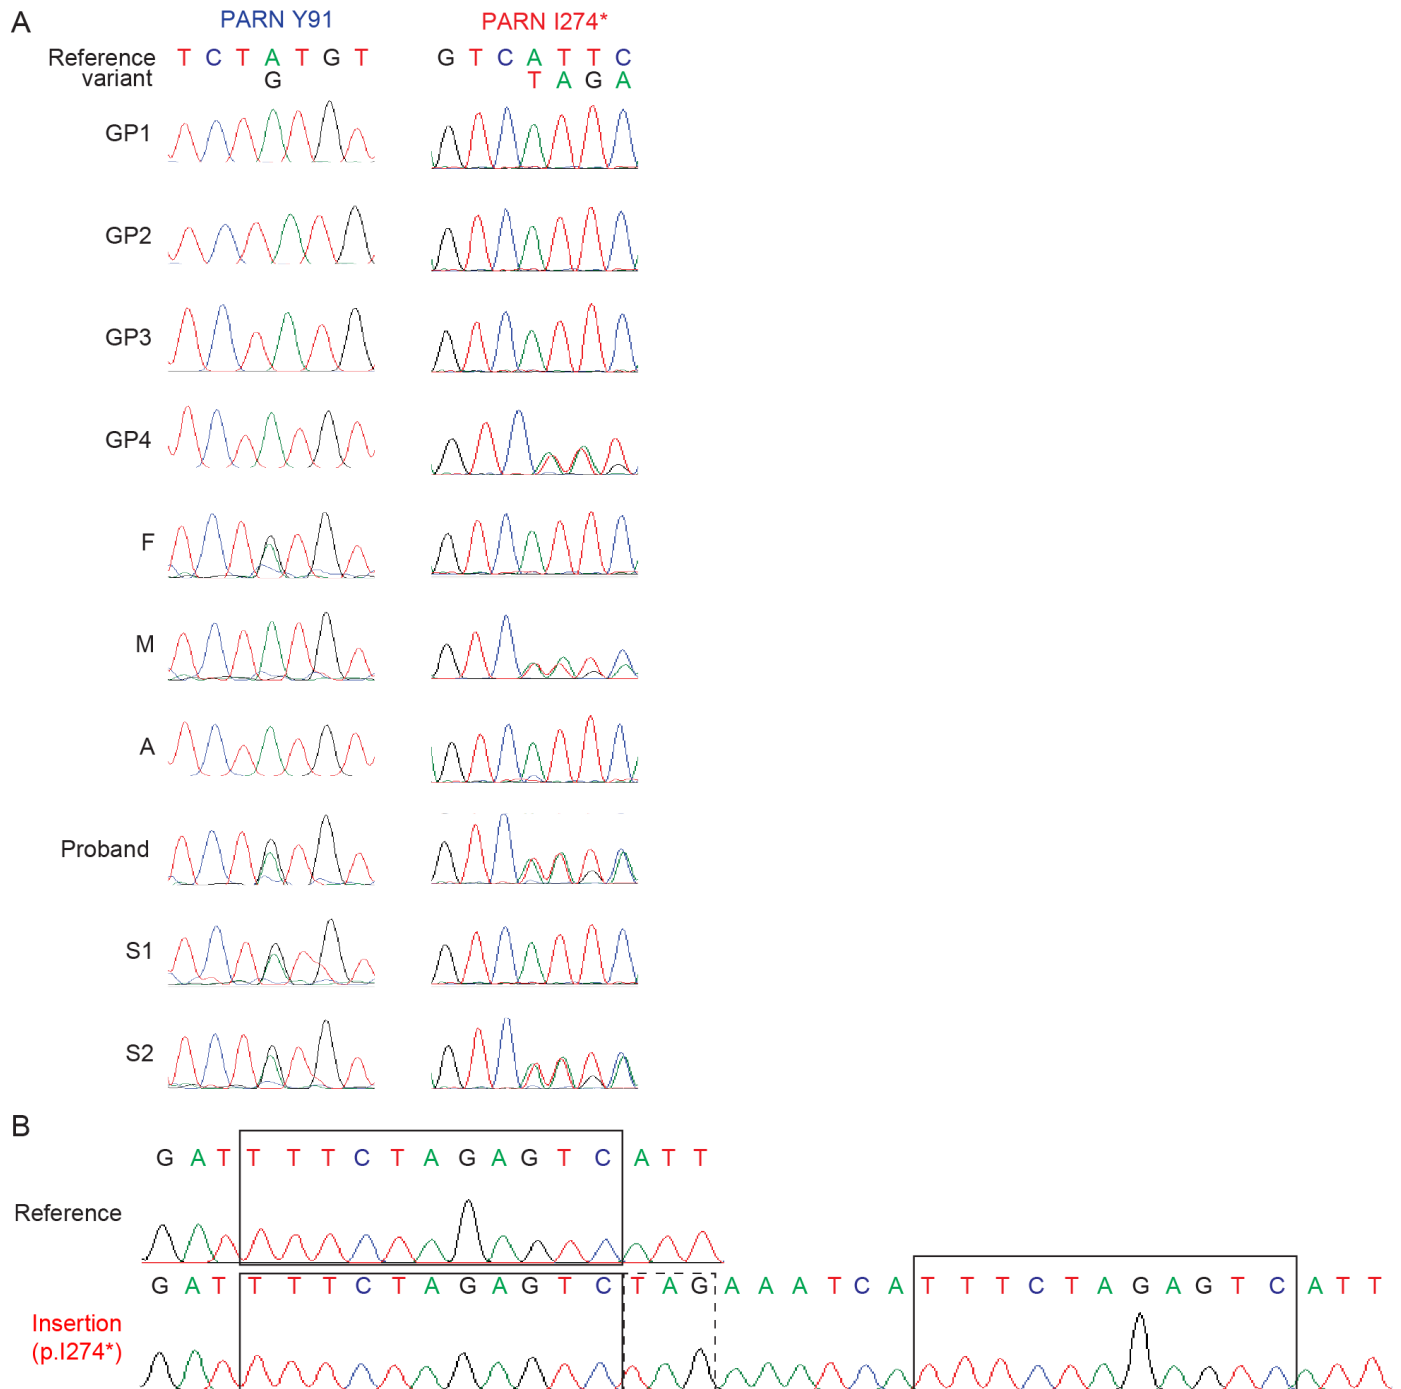 A
PARN Y91 PARN I274*
Reference T C T A T G T G T C A T T C
variant G T A G A
GP1
GP2
GP3
GP4
F
M
A
Proband
S1
S2
B
G A T T T T C T A G A G T C A T T
Reference
G A T T T T C T A G A G T C T A G A A A T C A T T T C T A G A G T C A T T
Insertion
(p.I274*)